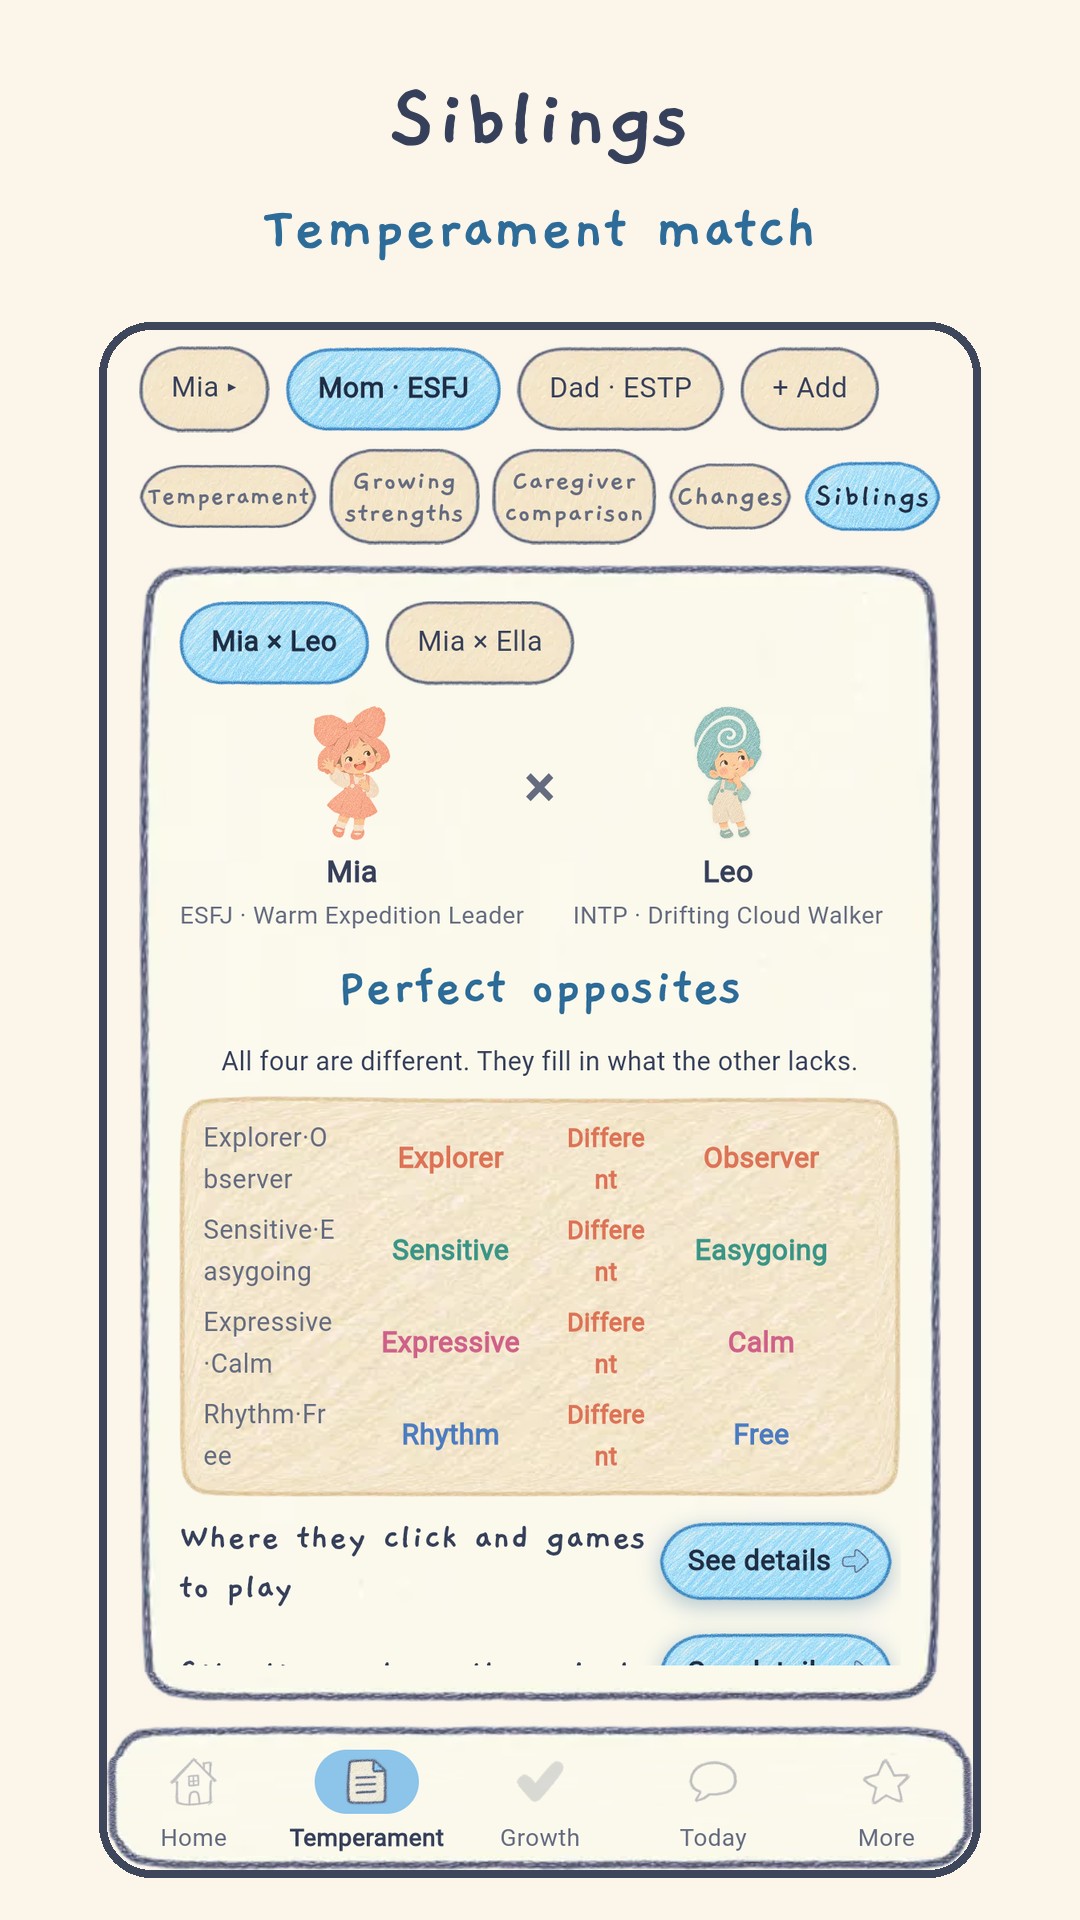 Siblings
Temperament match
Mia ▸
Mom · ESFJ
Dad · ESTP
+ Add
Temperament
Growing
strengths
Caregiver
comparison
Changes
Siblings
Mia × Leo
Mia × Ella
×
Mia
Leo
ESFJ · Warm Expedition Leader
INTP · Drifting Cloud Walker
Perfect opposites
All four are different. They fill in what the other lacks.
Explorer·O
bserver
Explorer
Differe
nt
Observer
Sensitive·E
asygoing
Sensitive
Differe
nt
Easygoing
Expressive
·Calm
Expressive
Differe
nt
Calm
Rhythm·Fr
ee
Rhythm
Differe
nt
Free
Where they click and games
to play
See details
Home
Temperament
Growth
Today
More